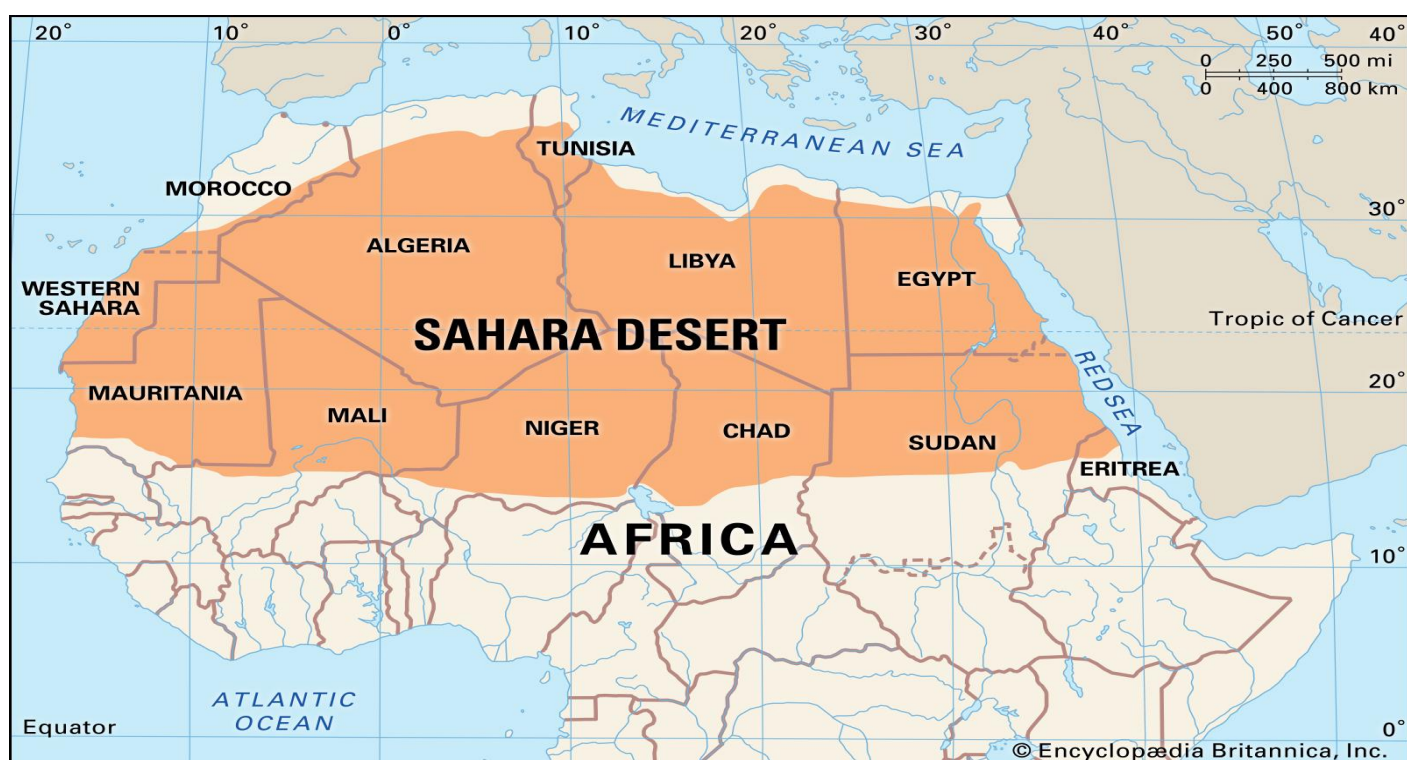 20° 10° 0° 10° 20° 30° 40° 50° 40°
0 250 500 mi
0 400 800 km
MEDITERRANEAN SEA
TUNISIA
MOROCCO
30°
ALGERIA
LIBYA
EGYPT
WESTERN
SAHARA
SAHARA DESERT
Tropic of Cancer
RED SEA
20°
MAURITANIA
MALI
NIGER
CHAD
SUDAN
ERITREA
AFRICA
10°
ATLANTIC
OCEAN
Equator
0°
© Encyclopædia Britannica, Inc.